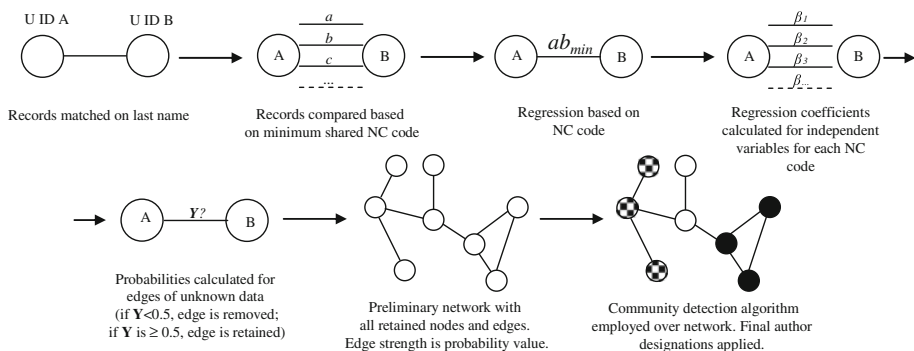 U ID A
U ID B
Records matched on last name
A
a
b
c
...
B
Records compared based
on minimum shared NC code
A
ab min
B
Regression based on
NC code
A
β1
β2
β3
β...
B
Regression coefficients
calculated for independent
variables for each NC
code
A
Y?
B
Probabilities calculated for
edges of unknown data
(if Y<0.5, edge is removed;
if Y is ≥ 0.5, edge is retained)
Preliminary network with
all retained nodes and edges.
Edge strength is probability value.
Community detection algorithm
employed over network. Final author
designations applied.